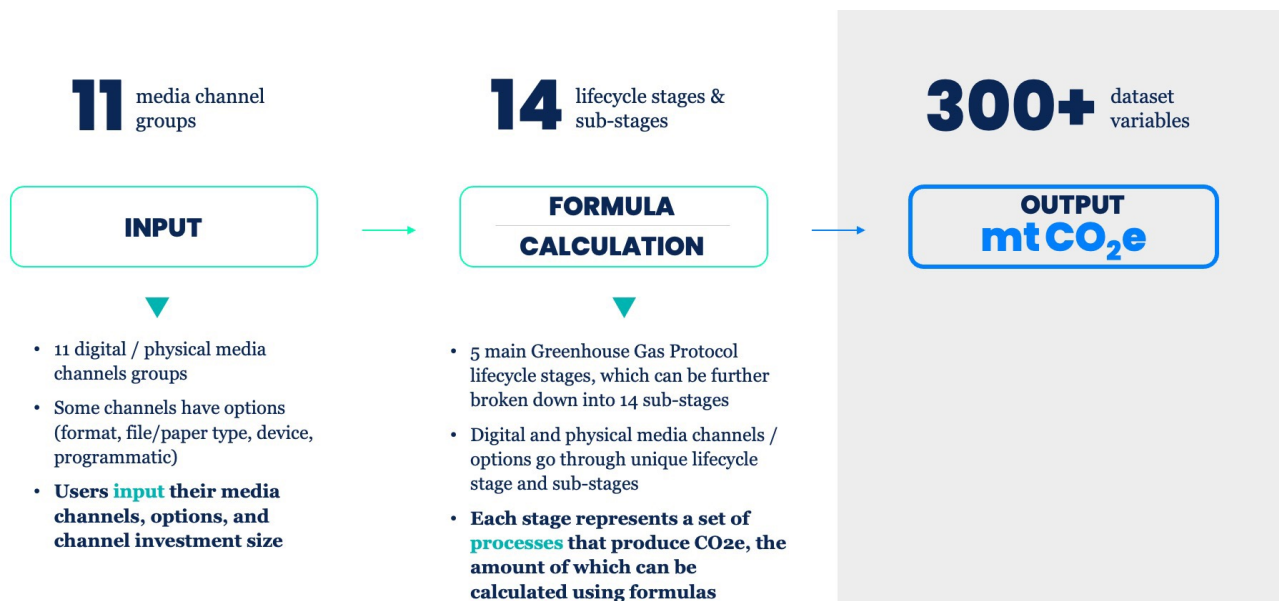 11 media channel
groups
14 lifecycle stages &
sub-stages
300+ dataset
variables
INPUT
FORMULA
CALCULATION
OUTPUT
mt CO₂e
• 11 digital / physical media
channels groups
• Some channels have options
(format, file/paper type, device,
programmatic)
• Users input their media
channels, options, and
channel investment size
• 5 main Greenhouse Gas Protocol
lifecycle stages, which can be further
broken down into 14 sub-stages
• Digital and physical media channels /
options go through unique lifecycle
stage and sub-stages
• Each stage represents a set of
processes that produce CO2e, the
amount of which can be
calculated using formulas